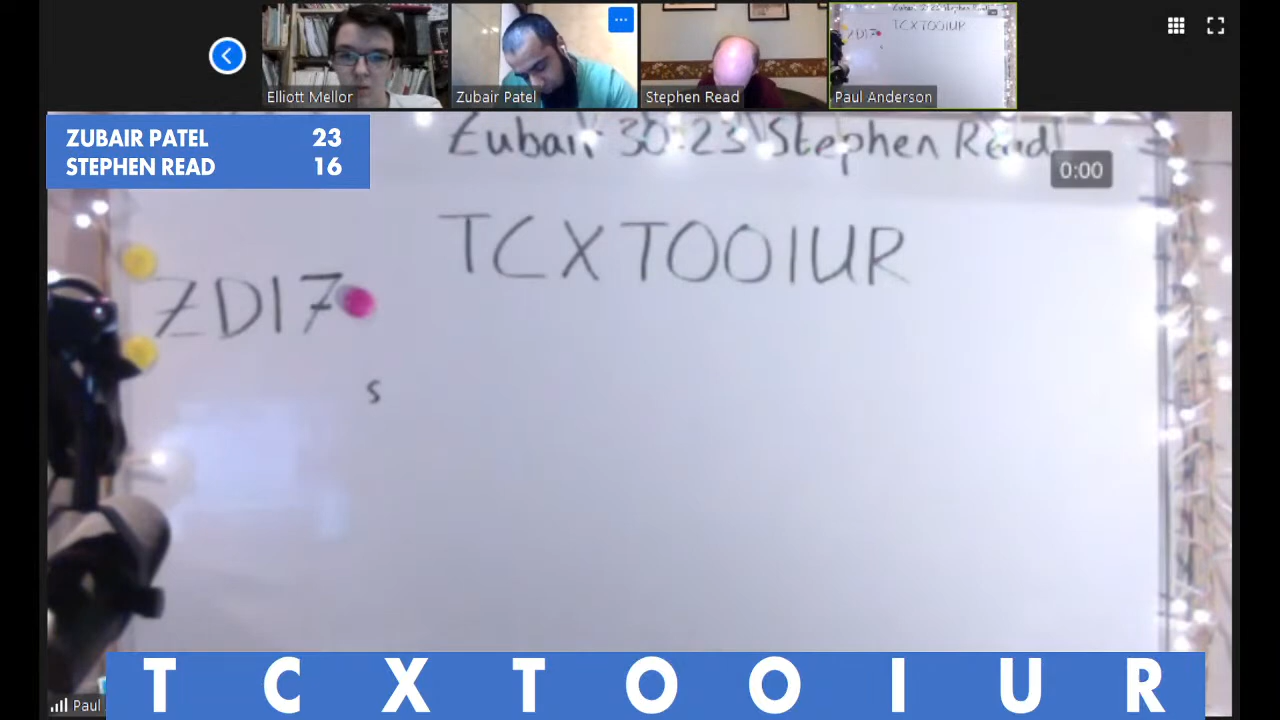 Elliott Mellor
Zubair Patel
Stephen Read
Paul Anderson
ZUBAIR PATEL 23
STEPHEN READ 16
Zubair 30:23 Stephen Read
0:00
TCXTOOIUR
ZD17
s
Paul
T C X T O O I U R